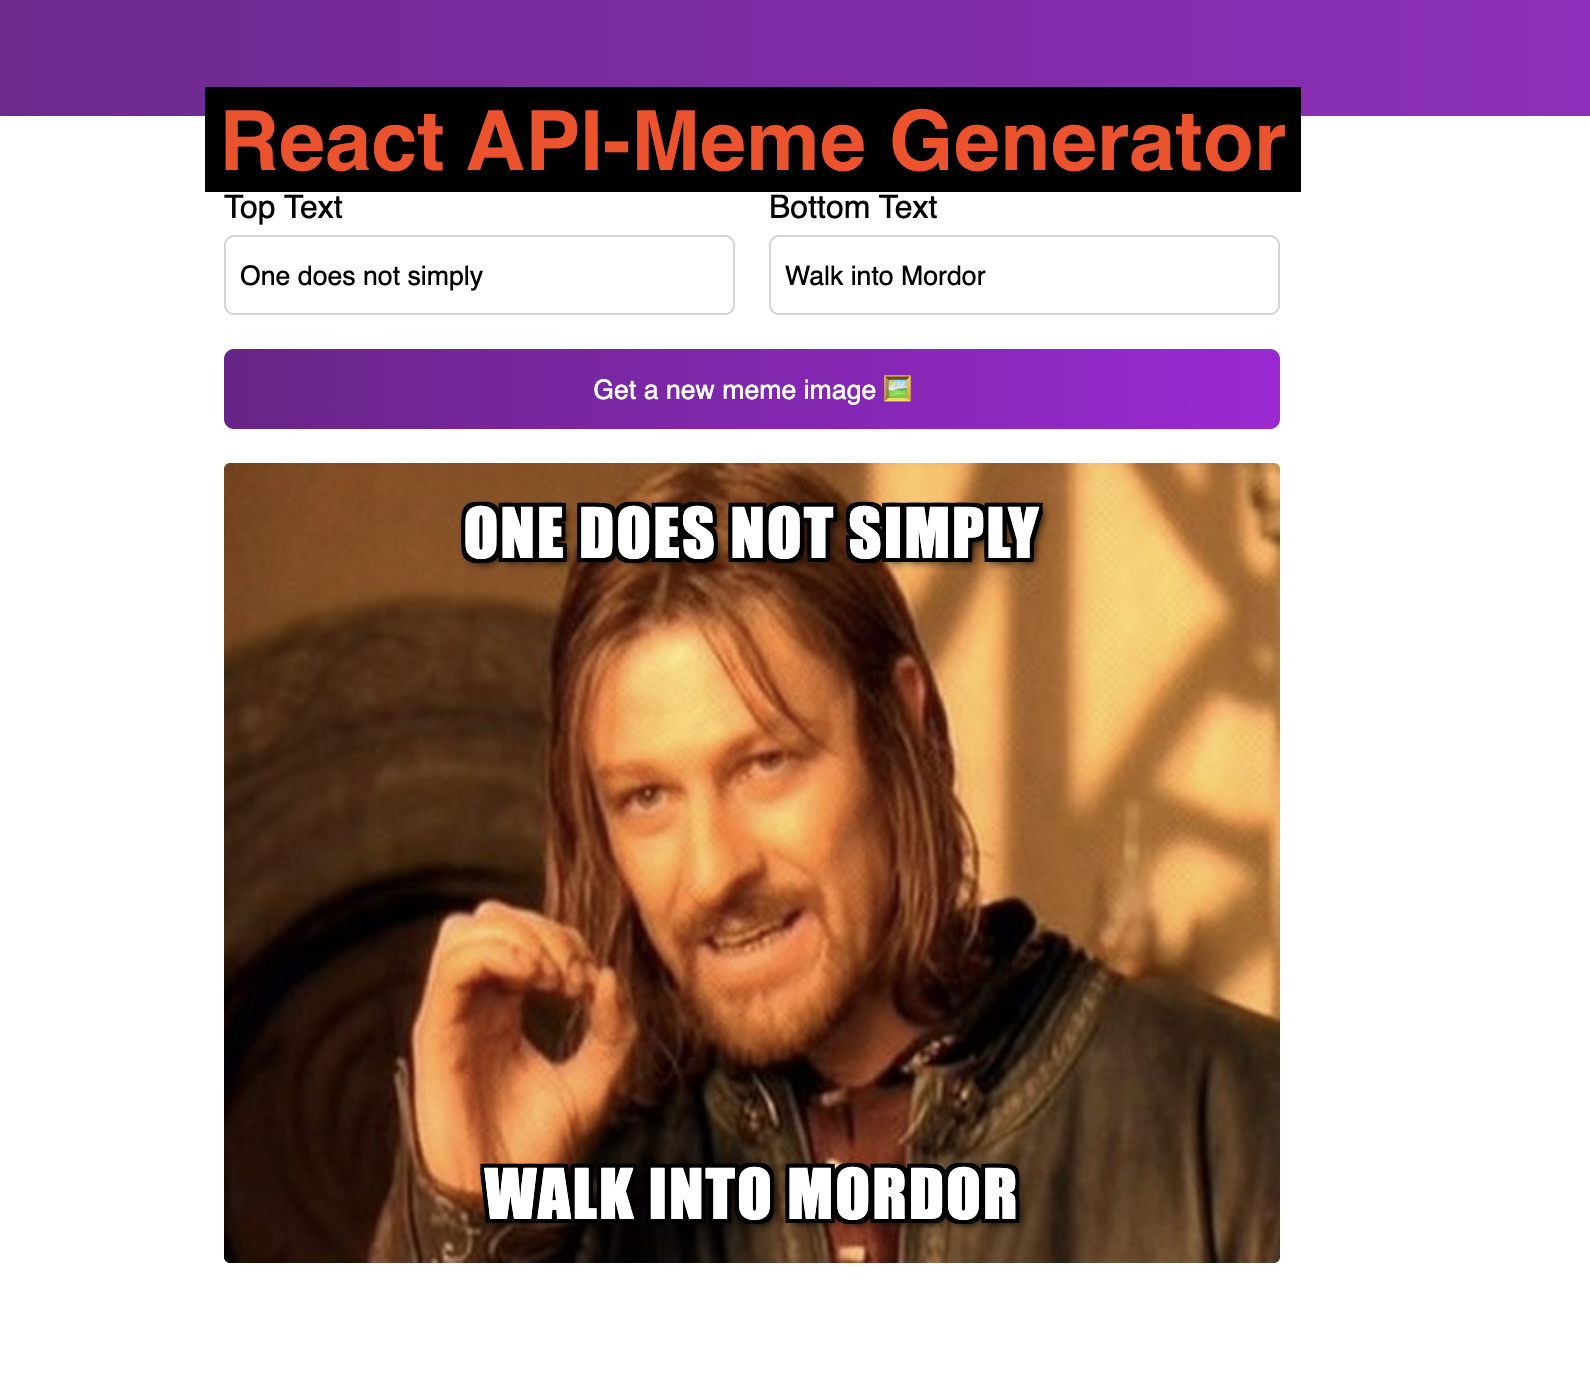 React API-Meme Generator
Top Text
Bottom Text
One does not simply
Walk into Mordor
Get a new meme image 🖼️
ONE DOES NOT SIMPLY
WALK INTO MORDOR